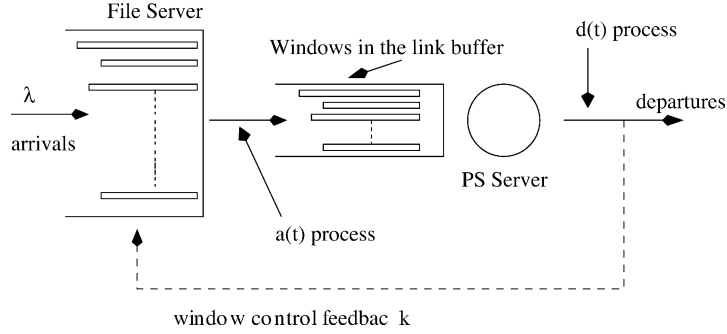 File Server
d(t) process
Windows in the link buffer
λ
departures
arrivals
PS Server
a(t) process
window control feedbac k